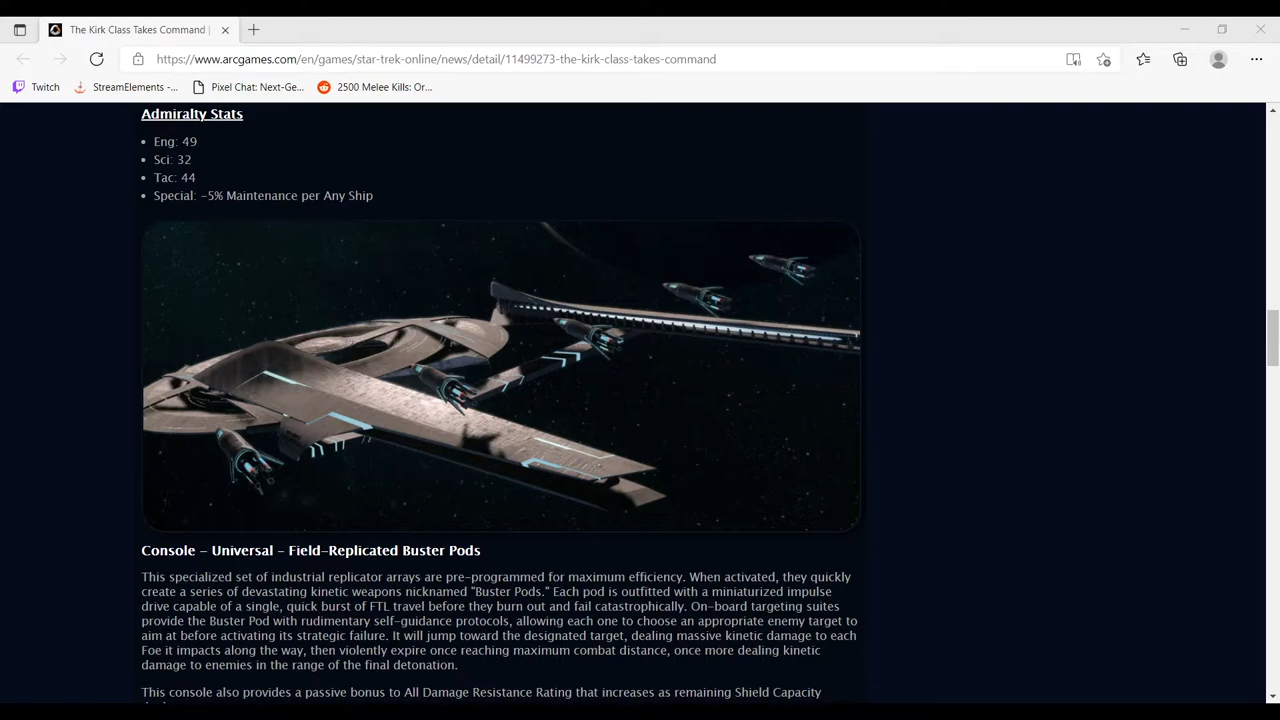 The Kirk Class Takes Command |
https://www.arcgames.com/en/games/star-trek-online/news/detail/11499273-the-kirk-class-takes-command
Twitch
StreamElements -...
Pixel Chat: Next-Ge...
2500 Melee Kills: Or...
Admiralty Stats
• Eng: 49
• Sci: 32
• Tac: 44
• Special: -5% Maintenance per Any Ship
Console – Universal – Field-Replicated Buster Pods
This specialized set of industrial replicator arrays are pre-programmed for maximum efficiency. When activated, they quickly
create a series of devastating kinetic weapons nicknamed "Buster Pods." Each pod is outfitted with a miniaturized impulse
drive capable of a single, quick burst of FTL travel before they burn out and fail catastrophically. On-board targeting suites
provide the Buster Pod with rudimentary self-guidance protocols, allowing each one to choose an appropriate enemy target to
aim at before activating its strategic failure. It will jump toward the designated target, dealing massive kinetic damage to each
Foe it impacts along the way, then violently expire once reaching maximum combat distance, once more dealing kinetic
damage to enemies in the range of the final detonation.
This console also provides a passive bonus to All Damage Resistance Rating that increases as remaining Shield Capacity